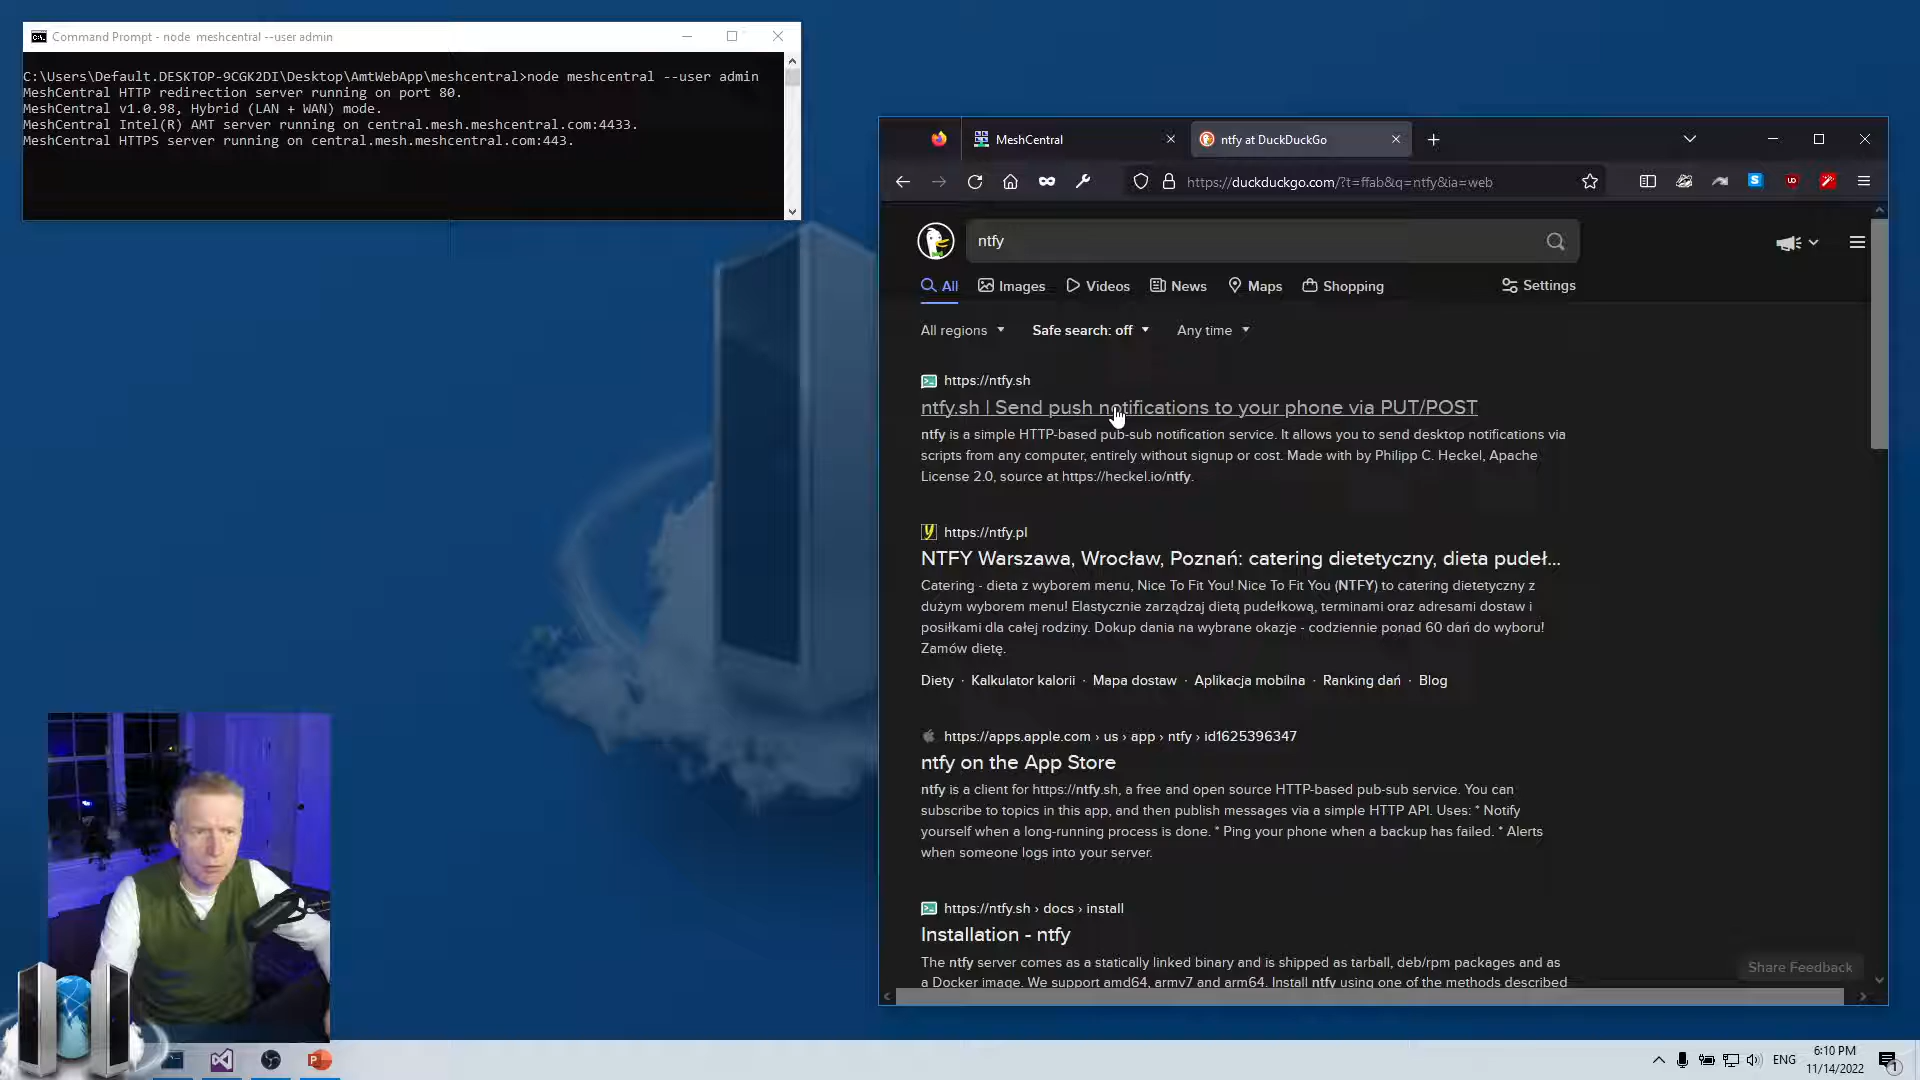 Command Prompt - node meshcentral --user admin
C:\Users\Default.DESKTOP-9CGK2DI\Desktop\AmtWebApp\meshcentral>node meshcentral --user admin
MeshCentral HTTP redirection server running on port 80.
MeshCentral v1.0.98, Hybrid (LAN + WAN) mode.
MeshCentral Intel(R) AMT server running on central.mesh.meshcentral.com:4433.
MeshCentral HTTPS server running on central.mesh.meshcentral.com:443.
MeshCentral
ntfy at DuckDuckGo
https://duckduckgo.com/?t=ffab&q=ntfy&ia=web
ntfy
All Images Videos News Maps Shopping Settings
All regions Safe search: off Any time
https://ntfy.sh
ntfy.sh | Send push notifications to your phone via PUT/POST
ntfy is a simple HTTP-based pub-sub notification service. It allows you to send desktop notifications via
scripts from any computer, entirely without signup or cost. Made with by Philipp C. Heckel, Apache
License 2.0, source at https://heckel.io/ntfy.
https://ntfy.pl
NTFY Warszawa, Wrocław, Poznań: catering dietetyczny, dieta pudeł...
Catering - dieta z wyborem menu, Nice To Fit You! Nice To Fit You (NTFY) to catering dietetyczny z
dużym wyborem menu! Elastycznie zarządzaj dietą pudełkową, terminami oraz adresami dostaw i
posiłkami dla całej rodziny. Dokup dania na wybrane okazje - codziennie ponad 60 dań do wyboru!
Zamów dietę.
Diety · Kalkulator kalorii · Mapa dostaw · Aplikacja mobilna · Ranking dań · Blog
https://apps.apple.com › us › app › ntfy › id1625396347
ntfy on the App Store
ntfy is a client for https://ntfy.sh, a free and open source HTTP-based pub-sub service. You can
subscribe to topics in this app, and then publish messages via a simple HTTP API. Uses: * Notify
yourself when a long-running process is done. * Ping your phone when a backup has failed. * Alerts
when someone logs into your server.
https://ntfy.sh › docs › install
Installation - ntfy
The ntfy server comes as a statically linked binary and is shipped as tarball, deb/rpm packages and as
a Docker image. We support amd64, armv7 and arm64. Install ntfy using one of the methods described
Share Feedback
ENG
6:10 PM
11/14/2022
1